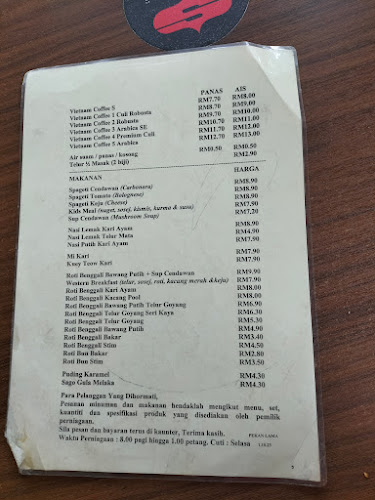 PANAS AIS
Vietnam Coffee S RM7.70 RM8.00
Vietnam Coffee 1 Culi Robusta RM8.70 RM9.00
Vietnam Coffee 2 Robusta RM9.70 RM10.00
Vietnam Coffee 3 Arabica SE RM10.70 RM11.00
Vietnam Coffee 4 Premium Culi RM11.70 RM12.00
Vietnam Coffee 5 Arabica RM12.70 RM13.00
Air suam / panas / kosong RM0.50 RM0.50
Telur ½ Masak (2 biji) RM2.90
MAKANAN HARGA
Spageti Cendawan (Carbonara) RM8.90
Spageti Tomato (Bolognese) RM8.90
Spageti Keju (Cheese) RM8.90
Kids Meal (nuget, sosej, kismis, kurma & susu) RM7.90
Sup Cendawan (Mushroom Soup) RM7.20
Nasi Lemak Kari Ayam RM8.90
Nasi Lemak Telur Mata RM4.90
Nasi Putih Kari Ayam RM7.90
Mi Kari RM7.90
Kuey Teow Kari RM7.90
Roti Benggali Bawang Putih + Sup Cendawan RM9.90
Western Breakfast (telur, sosej, roti, kacang merah & keju) RM7.90
Roti Benggali Kari Ayam RM8.00
Roti Benggali Kacang Pool RM8.00
Roti Benggali Bawang Putih Telur Goyang RM6.90
Roti Benggali Telur Goyang Seri Kaya RM6.50
Roti Benggali Telur Goyang RM5.30
Roti Benggali Bawang Putih RM4.90
Roti Benggali Bakar RM3.40
Roti Benggali Stim RM4.50
Roti Bun Bakar RM2.80
Roti Bun Stim RM3.50
Puding Karamel RM4.30
Sago Gula Melaka RM4.30
Para Pelanggan Yang Dihormati,
Pesanan minuman dan makanan hendaklah mengikut menu, set,
kuantiti dan spesifikasi produk yang disediakan oleh pemilik
perniagaan.
Sila pesan dan bayaran terus di kaunter, Terima kasih.
Waktu Perniagaan : 8.00 pagi hingga 1.00 petang. Cuti : Selasa
PEKAN LAMA